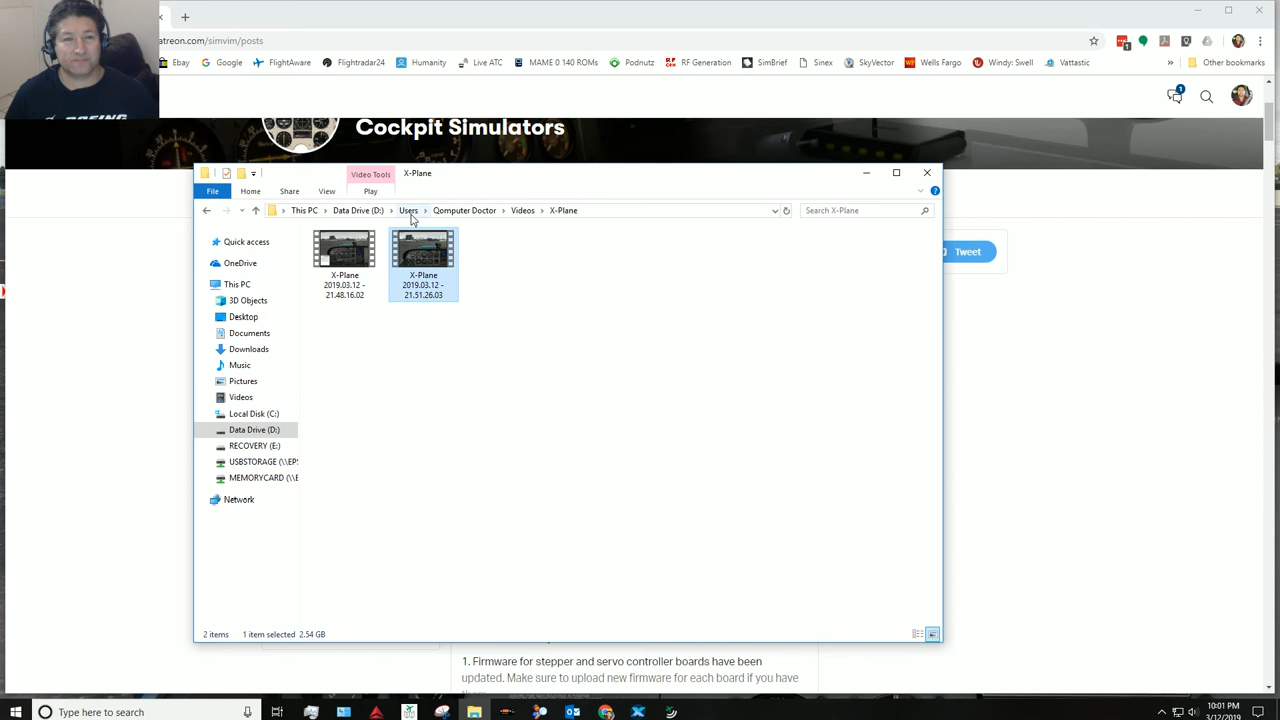 atreon.com/simvim/posts
1
Ebay
Google
FlightAware
Flightradar24
Humanity
Live ATC
MAME 0 140 ROMs
Podnutz
RF Generation
SimBrief
Sinex
SkyVector
Wells Fargo
Windy: Swell
Vattastic
»
Other bookmarks
1
Cockpit Simulators
Video Tools
X-Plane
File
Home
Share
View
Play
This PC > Data Drive (D:) > Users > Qomputer Doctor > Videos > X-Plane
Search X-Plane
Quick access
OneDrive
This PC
3D Objects
Desktop
Documents
Downloads
Music
Pictures
Videos
Local Disk (C:)
Data Drive (D:)
RECOVERY (E:)
USBSTORAGE (\\EPS
MEMORYCARD (\\E
Network
X-Plane
2019.03.12 -
21.48.16.02
X-Plane
2019.03.12 -
21.51.26.03
Tweet
2 items
1 item selected 2.54 GB
1. Firmware for stepper and servo controller boards have been
updated. Make sure to upload new firmware for each board if you have
Type here to search
10:01 PM
3/12/2019